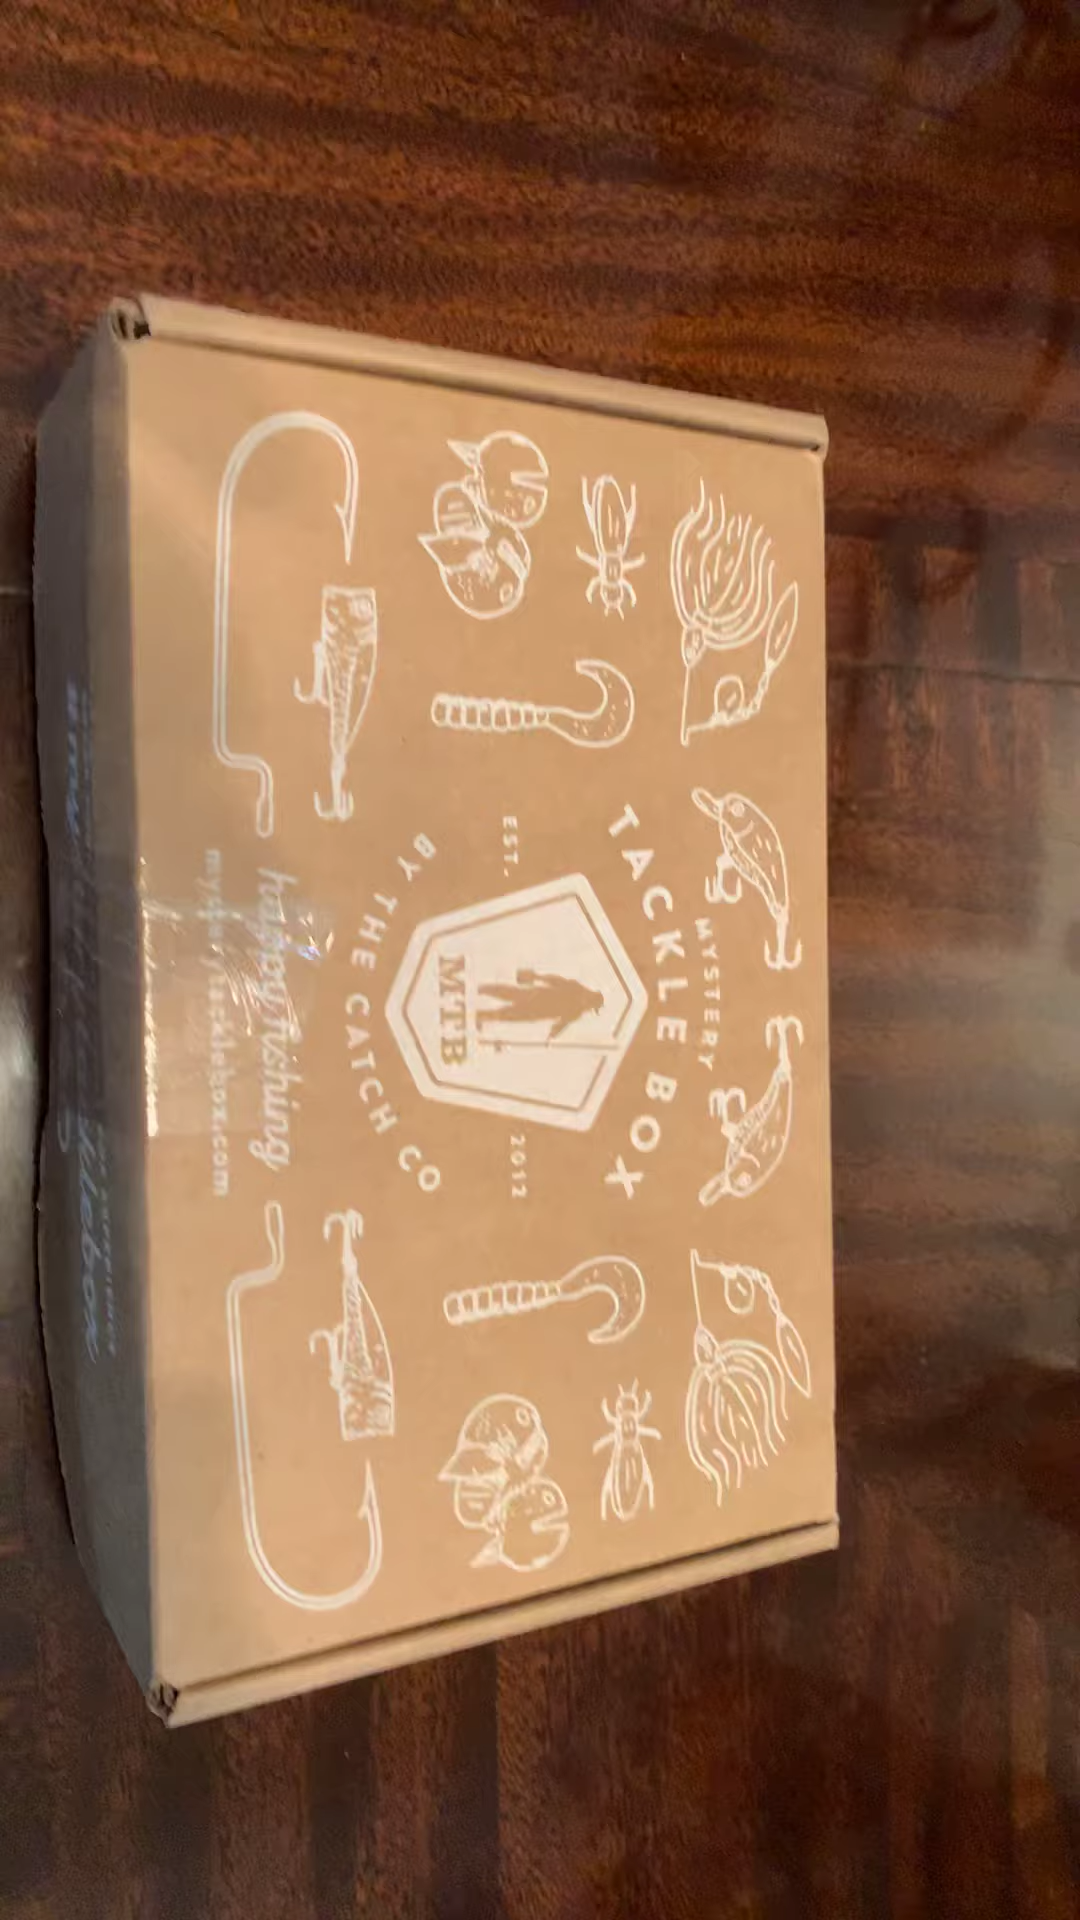 MYSTERY
TACKLE BOX
EST. 2012
MTB
BY THE CATCH CO
happy fishing
mysterytacklebox.com